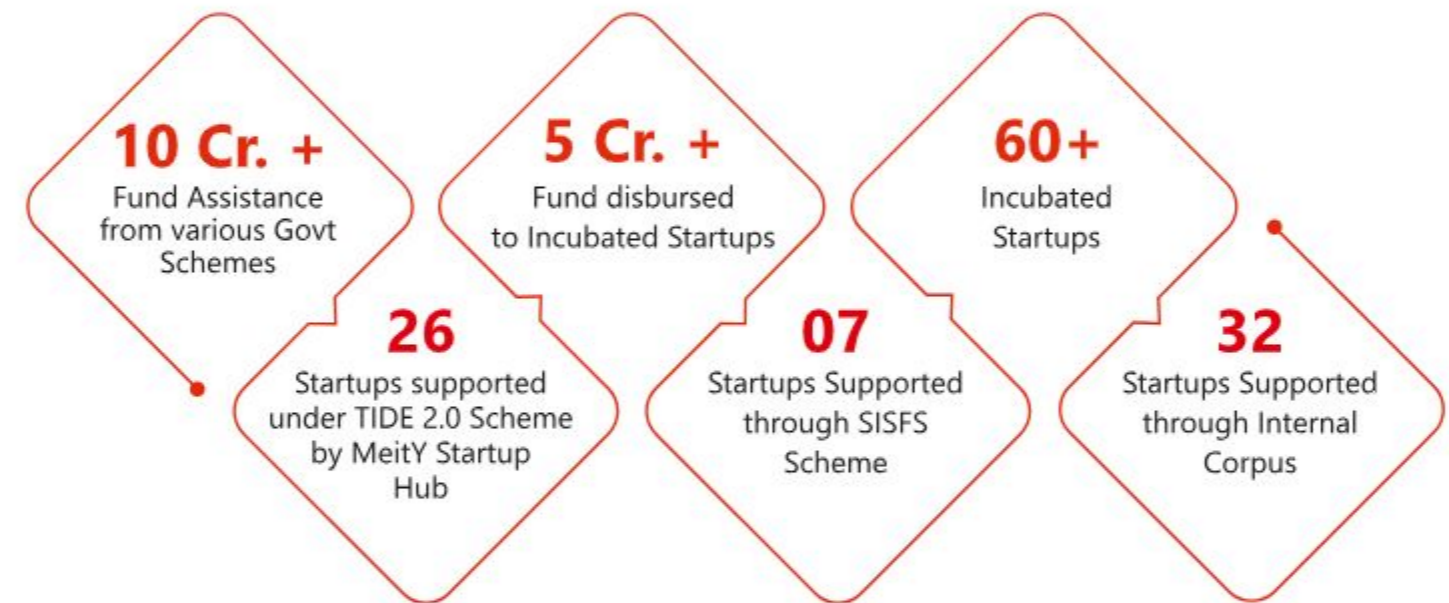 10 Cr. +
Fund Assistance
from various Govt
Schemes
5 Cr. +
Fund disbursed
to Incubated Startups
60+
Incubated
Startups
26
Startups supported
under TIDE 2.0 Scheme
by MeitY Startup
Hub
07
Startups Supported
through SISFS
Scheme
32
Startups Supported
through Internal
Corpus